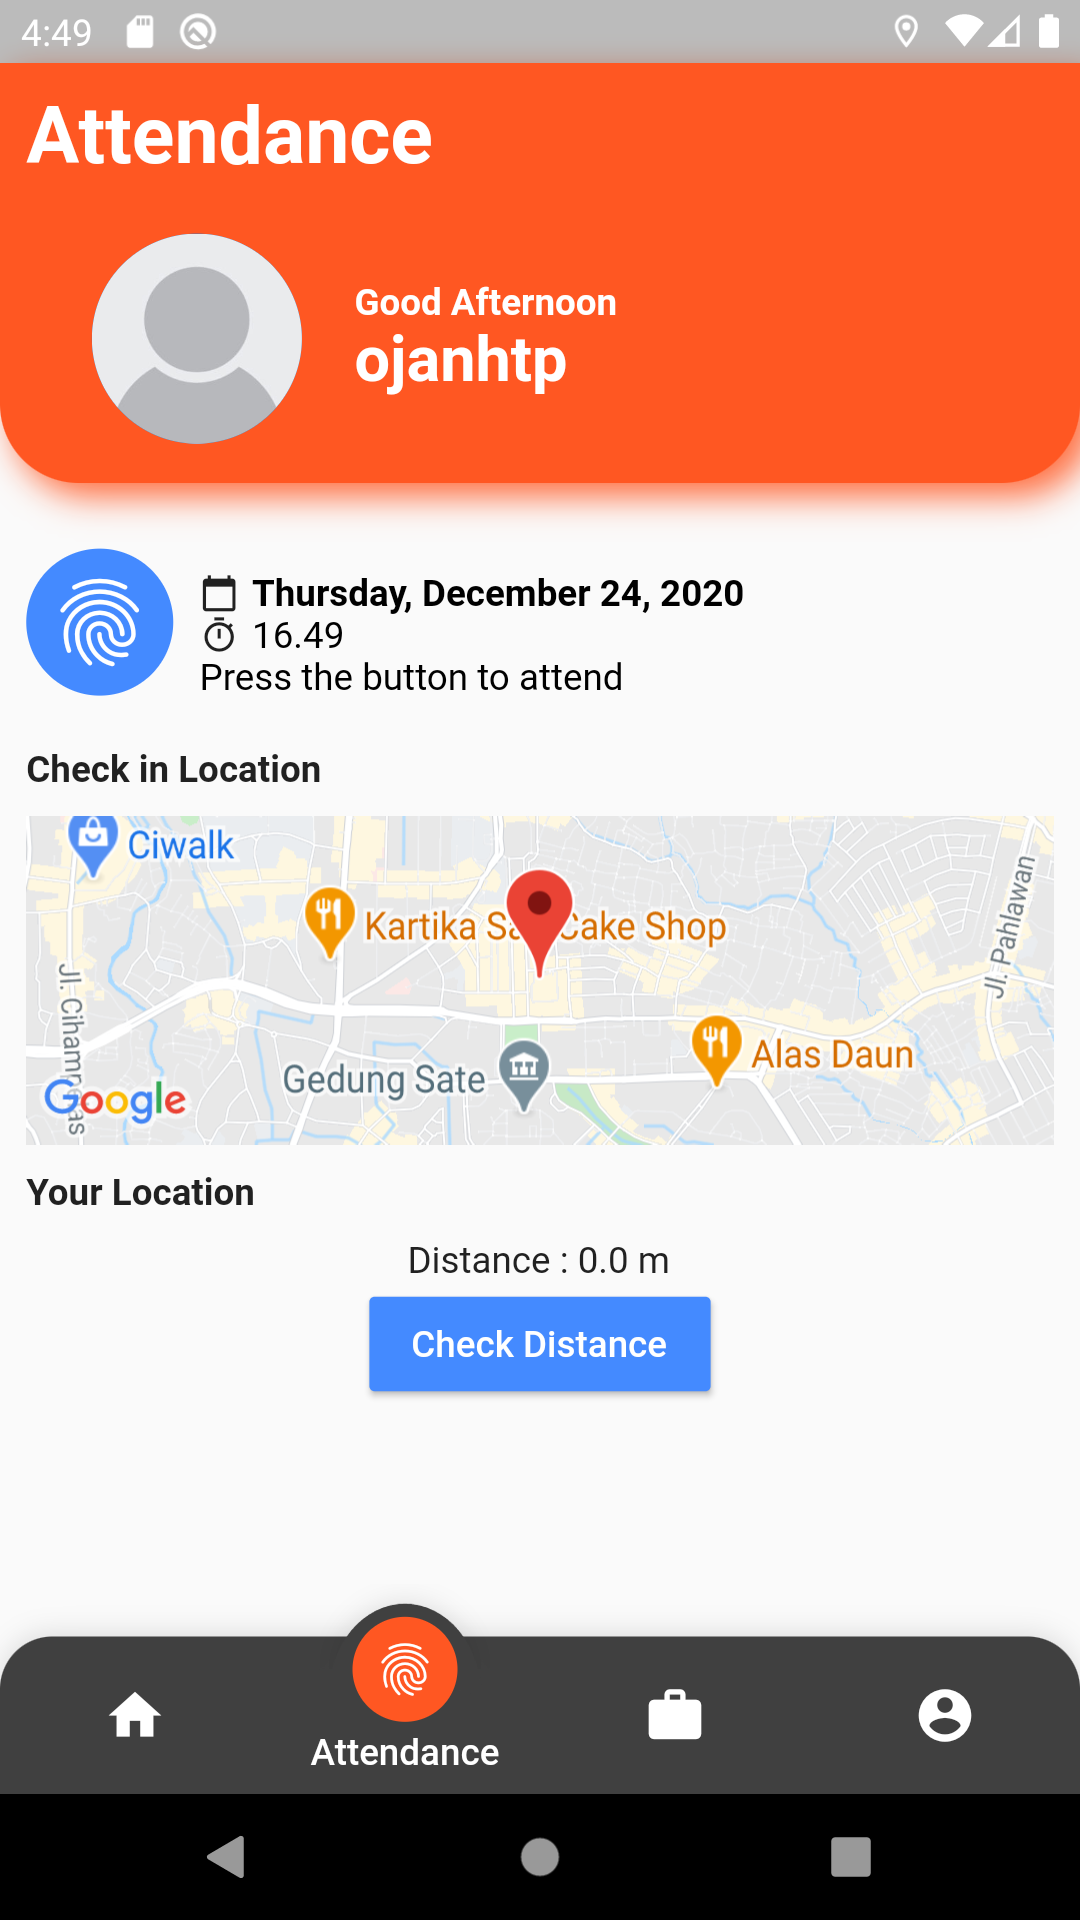 4:49
Attendance
Good Afternoon
ojanhtp
Thursday, December 24, 2020
16.49
Press the button to attend
Check in Location
Ciwalk
Kartika Sa Cake Shop
Jl. Pahlawan
Jl. Cihamp as
Gedung Sate
Alas Daun
Google
Your Location
Distance : 0.0 m
Check Distance
Attendance